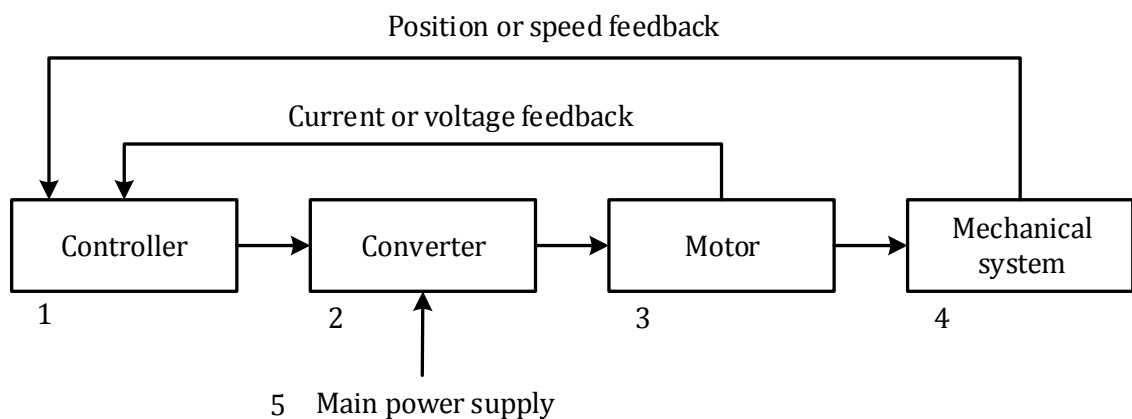 Position or speed feedback
Current or voltage feedback
Controller
Converter
Motor
Mechanical
system
1
2
3
4
5 Main power supply